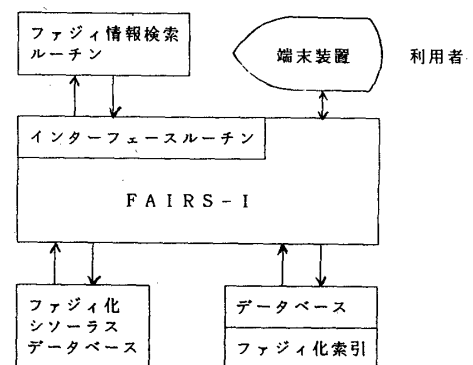 ファジィ情報検索
ルーチン
端末装置
利用者
インターフェースルーチン
FAIRS-I
ファジィ化
シソーラス
データベース
データベース
ファジィ化索引